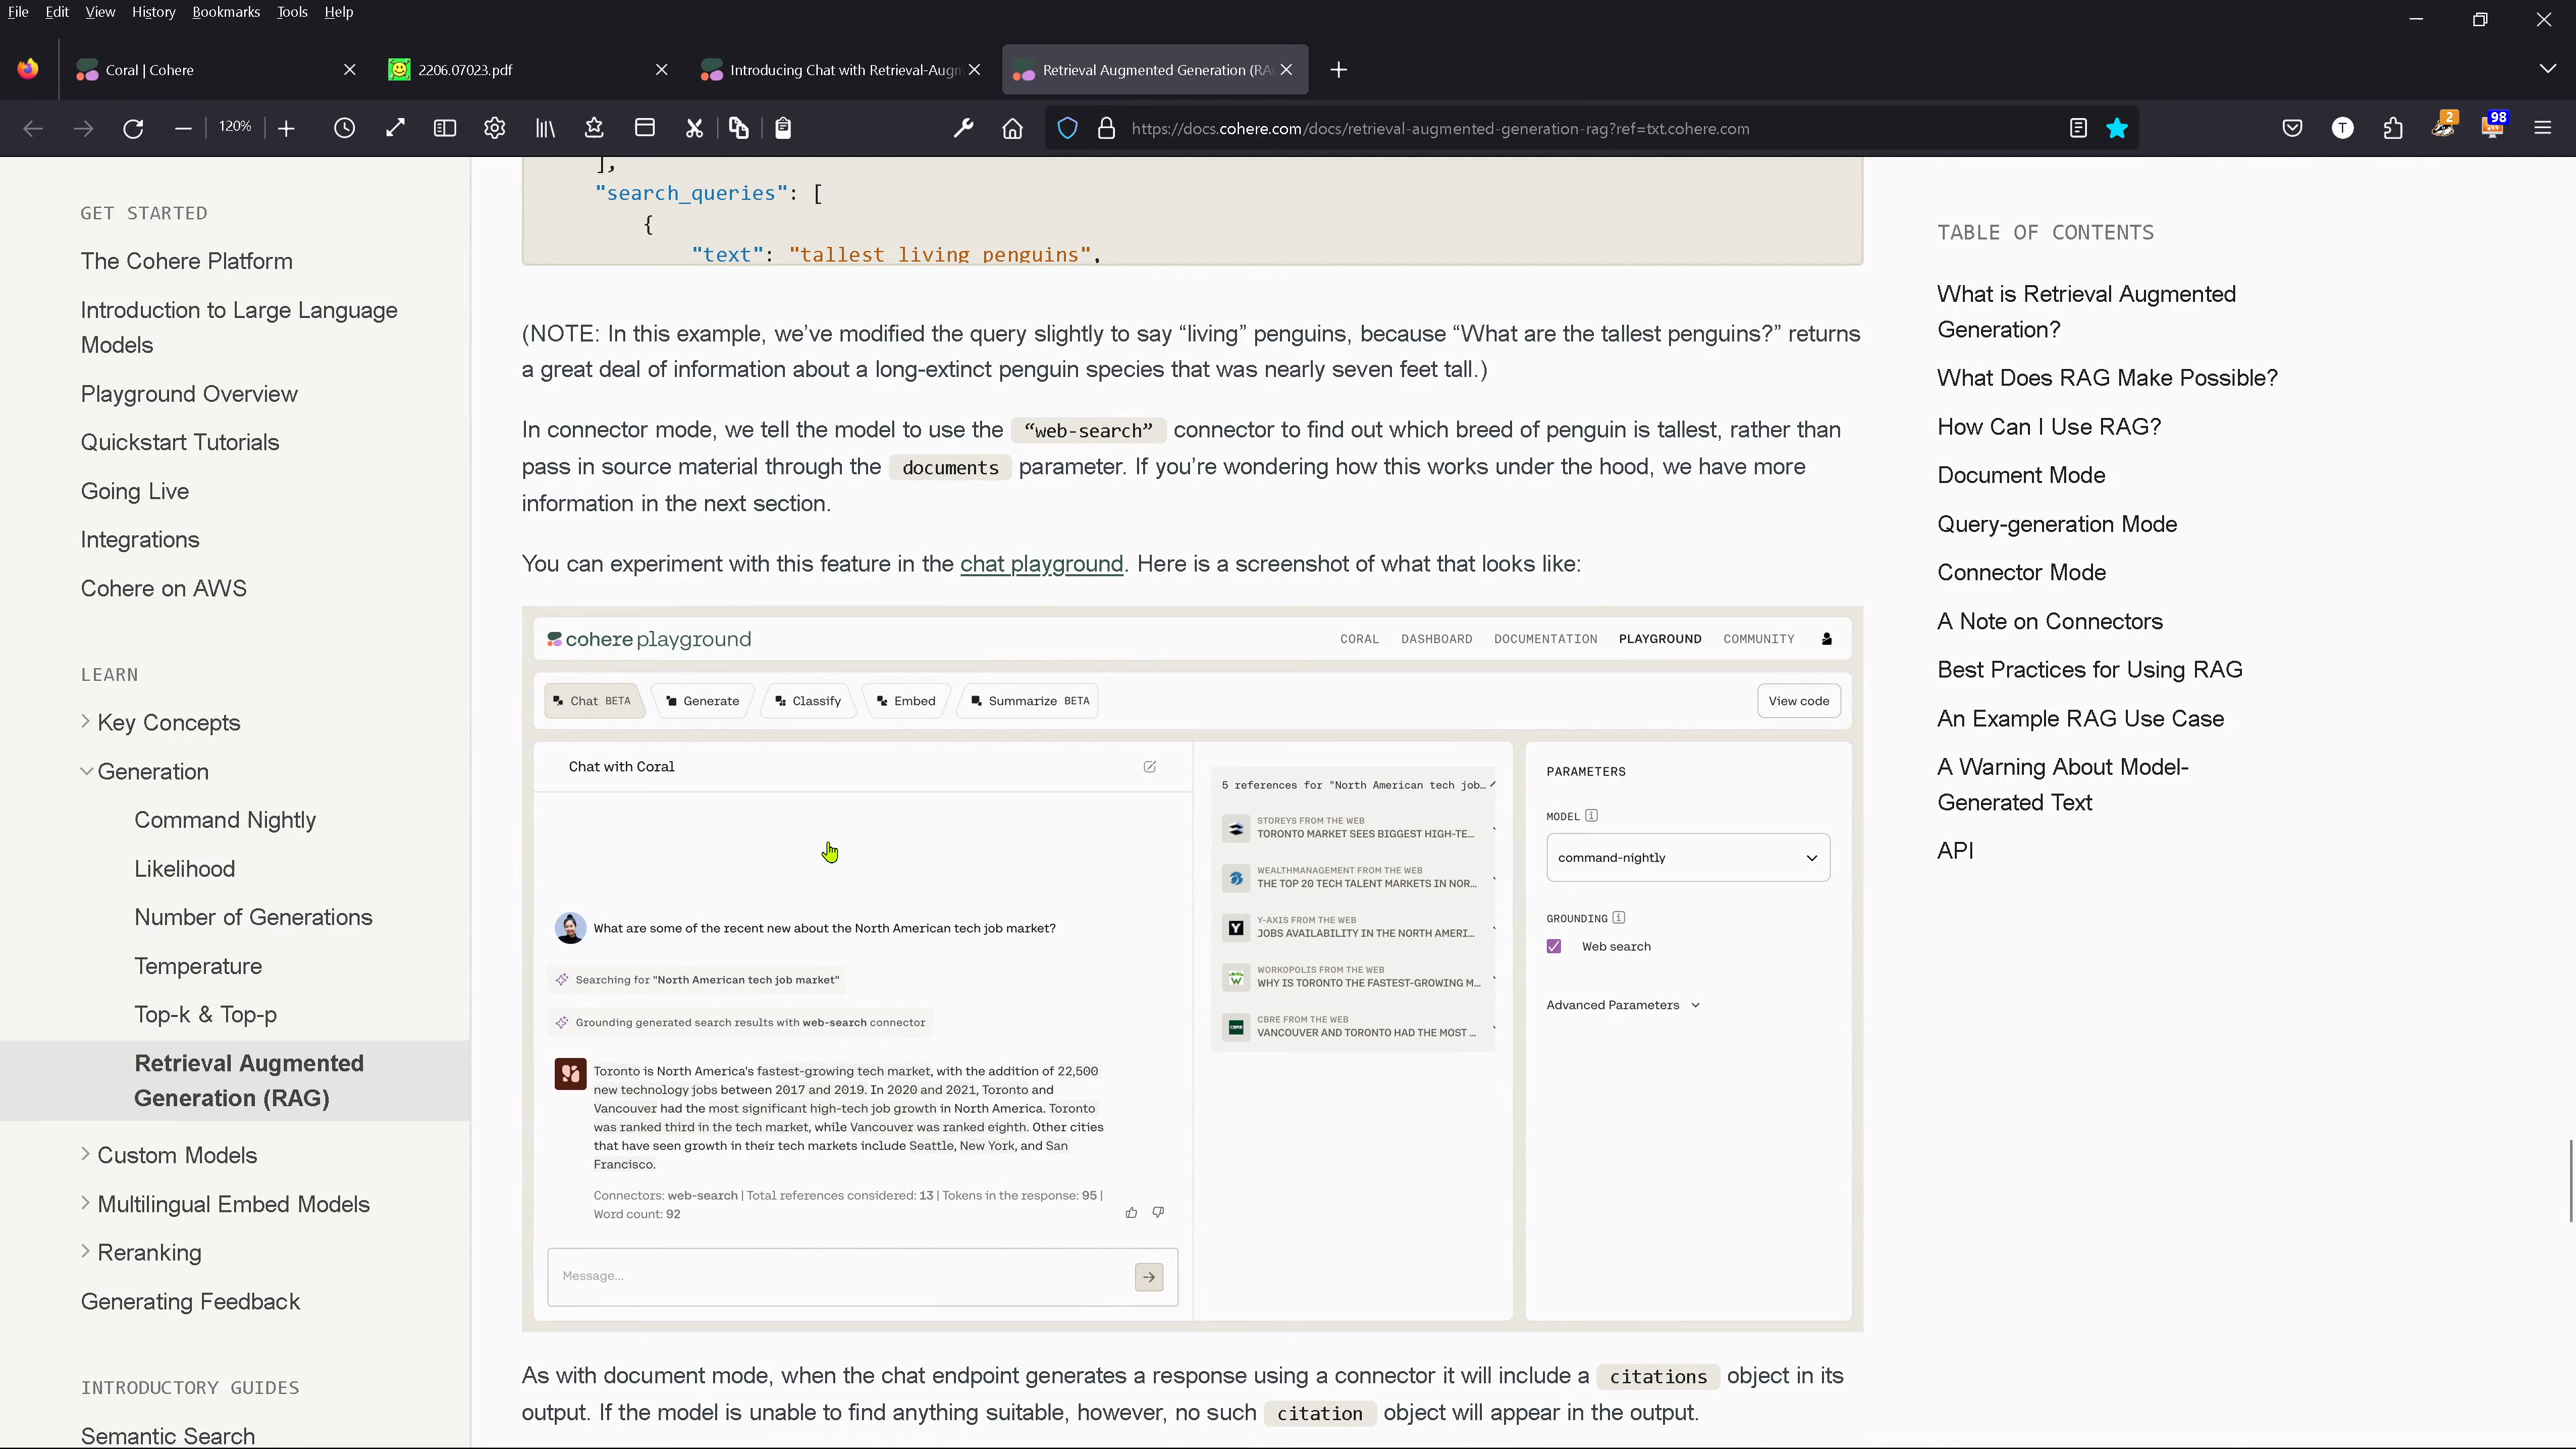 File Edit View History Bookmarks Tools Help
Coral | Cohere
2206.07023.pdf
Introducing Chat with Retrieval-Augm
Retrieval Augmented Generation (RA
120%
https://docs.cohere.com/docs/retrieval-augmented-generation-rag?ref=txt.cohere.com
T
2
98
GET STARTED
The Cohere Platform
Introduction to Large Language
Models
Playground Overview
Quickstart Tutorials
Going Live
Integrations
Cohere on AWS
LEARN
Key Concepts
Generation
Command Nightly
Likelihood
Number of Generations
Temperature
Top-k & Top-p
Retrieval Augmented
Generation (RAG)
Custom Models
Multilingual Embed Models
Reranking
Generating Feedback
INTRODUCTORY GUIDES
Semantic Search
],
"search_queries": [
{
"text": "tallest living penguins",
(NOTE: In this example, we’ve modified the query slightly to say “living” penguins, because “What are the tallest penguins?” returns
a great deal of information about a long-extinct penguin species that was nearly seven feet tall.)
In connector mode, we tell the model to use the “web-search” connector to find out which breed of penguin is tallest, rather than
pass in source material through the documents parameter. If you’re wondering how this works under the hood, we have more
information in the next section.
You can experiment with this feature in the chat playground. Here is a screenshot of what that looks like:
cohere playground
CORAL DASHBOARD DOCUMENTATION PLAYGROUND COMMUNITY
Chat BETA Generate Classify Embed Summarize BETA View code
Chat with Coral
What are some of the recent new about the North American tech job market?
Searching for "North American tech job market"
Grounding generated search results with web-search connector
Toronto is North America's fastest-growing tech market, with the addition of 22,500
new technology jobs between 2017 and 2019. In 2020 and 2021, Toronto and
Vancouver had the most significant high-tech job growth in North America. Toronto
was ranked third in the tech market, while Vancouver was ranked eighth. Other cities
that have seen growth in their tech markets include Seattle, New York, and San
Francisco.
Connectors: web-search | Total references considered: 13 | Tokens in the response: 95 |
Word count: 92
Message...
5 references for "North American tech job...
STOREYS FROM THE WEB
TORONTO MARKET SEES BIGGEST HIGH-TE...
WEALTHMANAGEMENT FROM THE WEB
THE TOP 20 TECH TALENT MARKETS IN NOR...
Y-AXIS FROM THE WEB
JOBS AVAILABILITY IN THE NORTH AMERI...
WORKOPOLIS FROM THE WEB
WHY IS TORONTO THE FASTEST-GROWING M...
CBRE FROM THE WEB
VANCOUVER AND TORONTO HAD THE MOST ...
PARAMETERS
MODEL
command-nightly
GROUNDING
Web search
Advanced Parameters
As with document mode, when the chat endpoint generates a response using a connector it will include a citations object in its
output. If the model is unable to find anything suitable, however, no such citation object will appear in the output.
TABLE OF CONTENTS
What is Retrieval Augmented
Generation?
What Does RAG Make Possible?
How Can I Use RAG?
Document Mode
Query-generation Mode
Connector Mode
A Note on Connectors
Best Practices for Using RAG
An Example RAG Use Case
A Warning About Model-
Generated Text
API